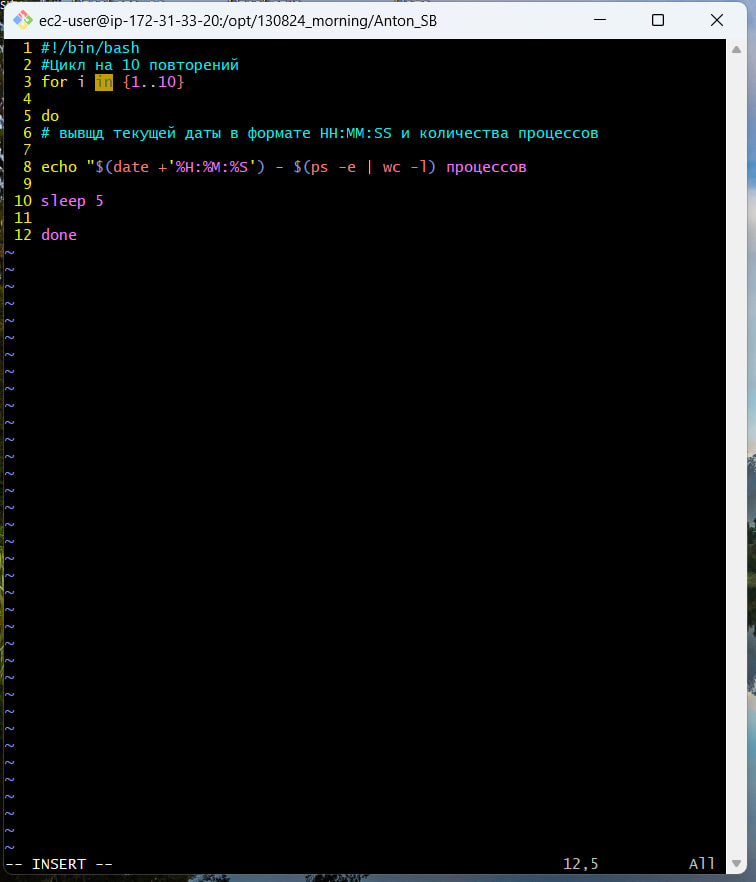 ec2-user@ip-172-31-33-20:/opt/130824_morning/Anton_SB
1 #!/bin/bash
2 #Цикл на 10 повторений
3 for i in {1..10}
4
5 do
6 # вывщд текущей даты в формате HH:MM:SS и количества процессов
7
8 echo "$(date +'%H:%M:%S') - $(ps -e | wc -l) процессов
9
10 sleep 5
11
12 done
-- INSERT -- 12,5 All